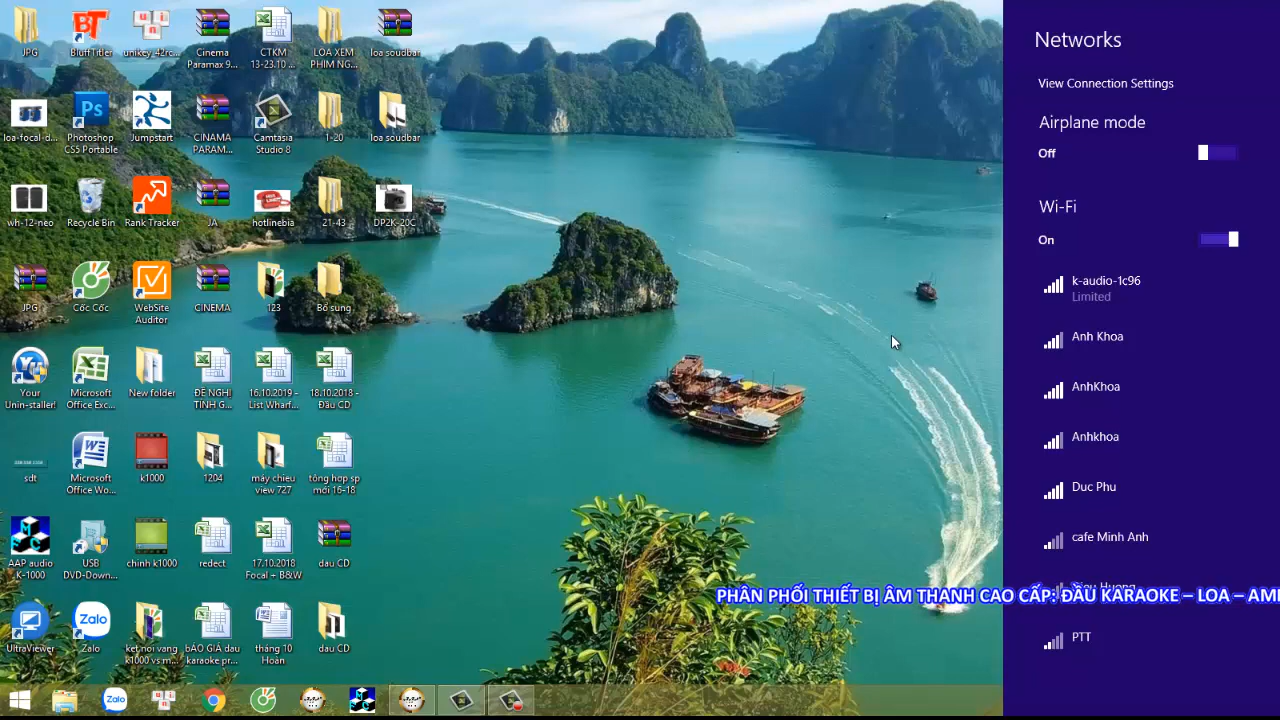 JPG
BluffTitler
unikey_42rc...
Cinema
Paramax 9...
CTKM
13-23.10 ...
LOA XEM
PHIM NG...
loa soudbar
loa-focal-d...
Photoshop
CS5 Portable
Jumpstart
CINAMA
PARAM...
Camtasia
Studio 8
1-20
loa soudbar
wh-12-neo
Recycle Bin
Rank Tracker
JA
hotlinebia
21-43
DP2K-20C
JPG
Cốc Cốc
WebSite
Auditor
CINEMA
123
Bổ sung
Your
Unin-staller!
Microsoft
Office Exc...
New folder
ĐỀ NGHỊ
TÍNH G...
16.10.2019 -
List Wharf...
18.10.2018 -
Đầu CD
sdt
Microsoft
Office Wo...
k1000
1204
máy chieu
view 727
tông hơp sp
mới 16-18
AAP audio
K-1000
USB
DVD-Down...
chinh k1000
redect
17.10.2018
Focal + B&W
dau CD
UltraViewer
Zalo
ket noi vang
k1000 vs m...
bÁO GIÁ dau
karaoke pr...
tháng 10
Hoàn
dau CD
Networks
View Connection Settings
Airplane mode
Off
Wi-Fi
On
k-audio-1c96
Limited
Anh Khoa
AnhKhoa
Anhkhoa
Duc Phu
cafe Minh Anh
PHÂN PHỐI THIẾT BỊ ÂM THANH CAO CẤP: ĐẦU KARAOKE – LOA – AM
PTT